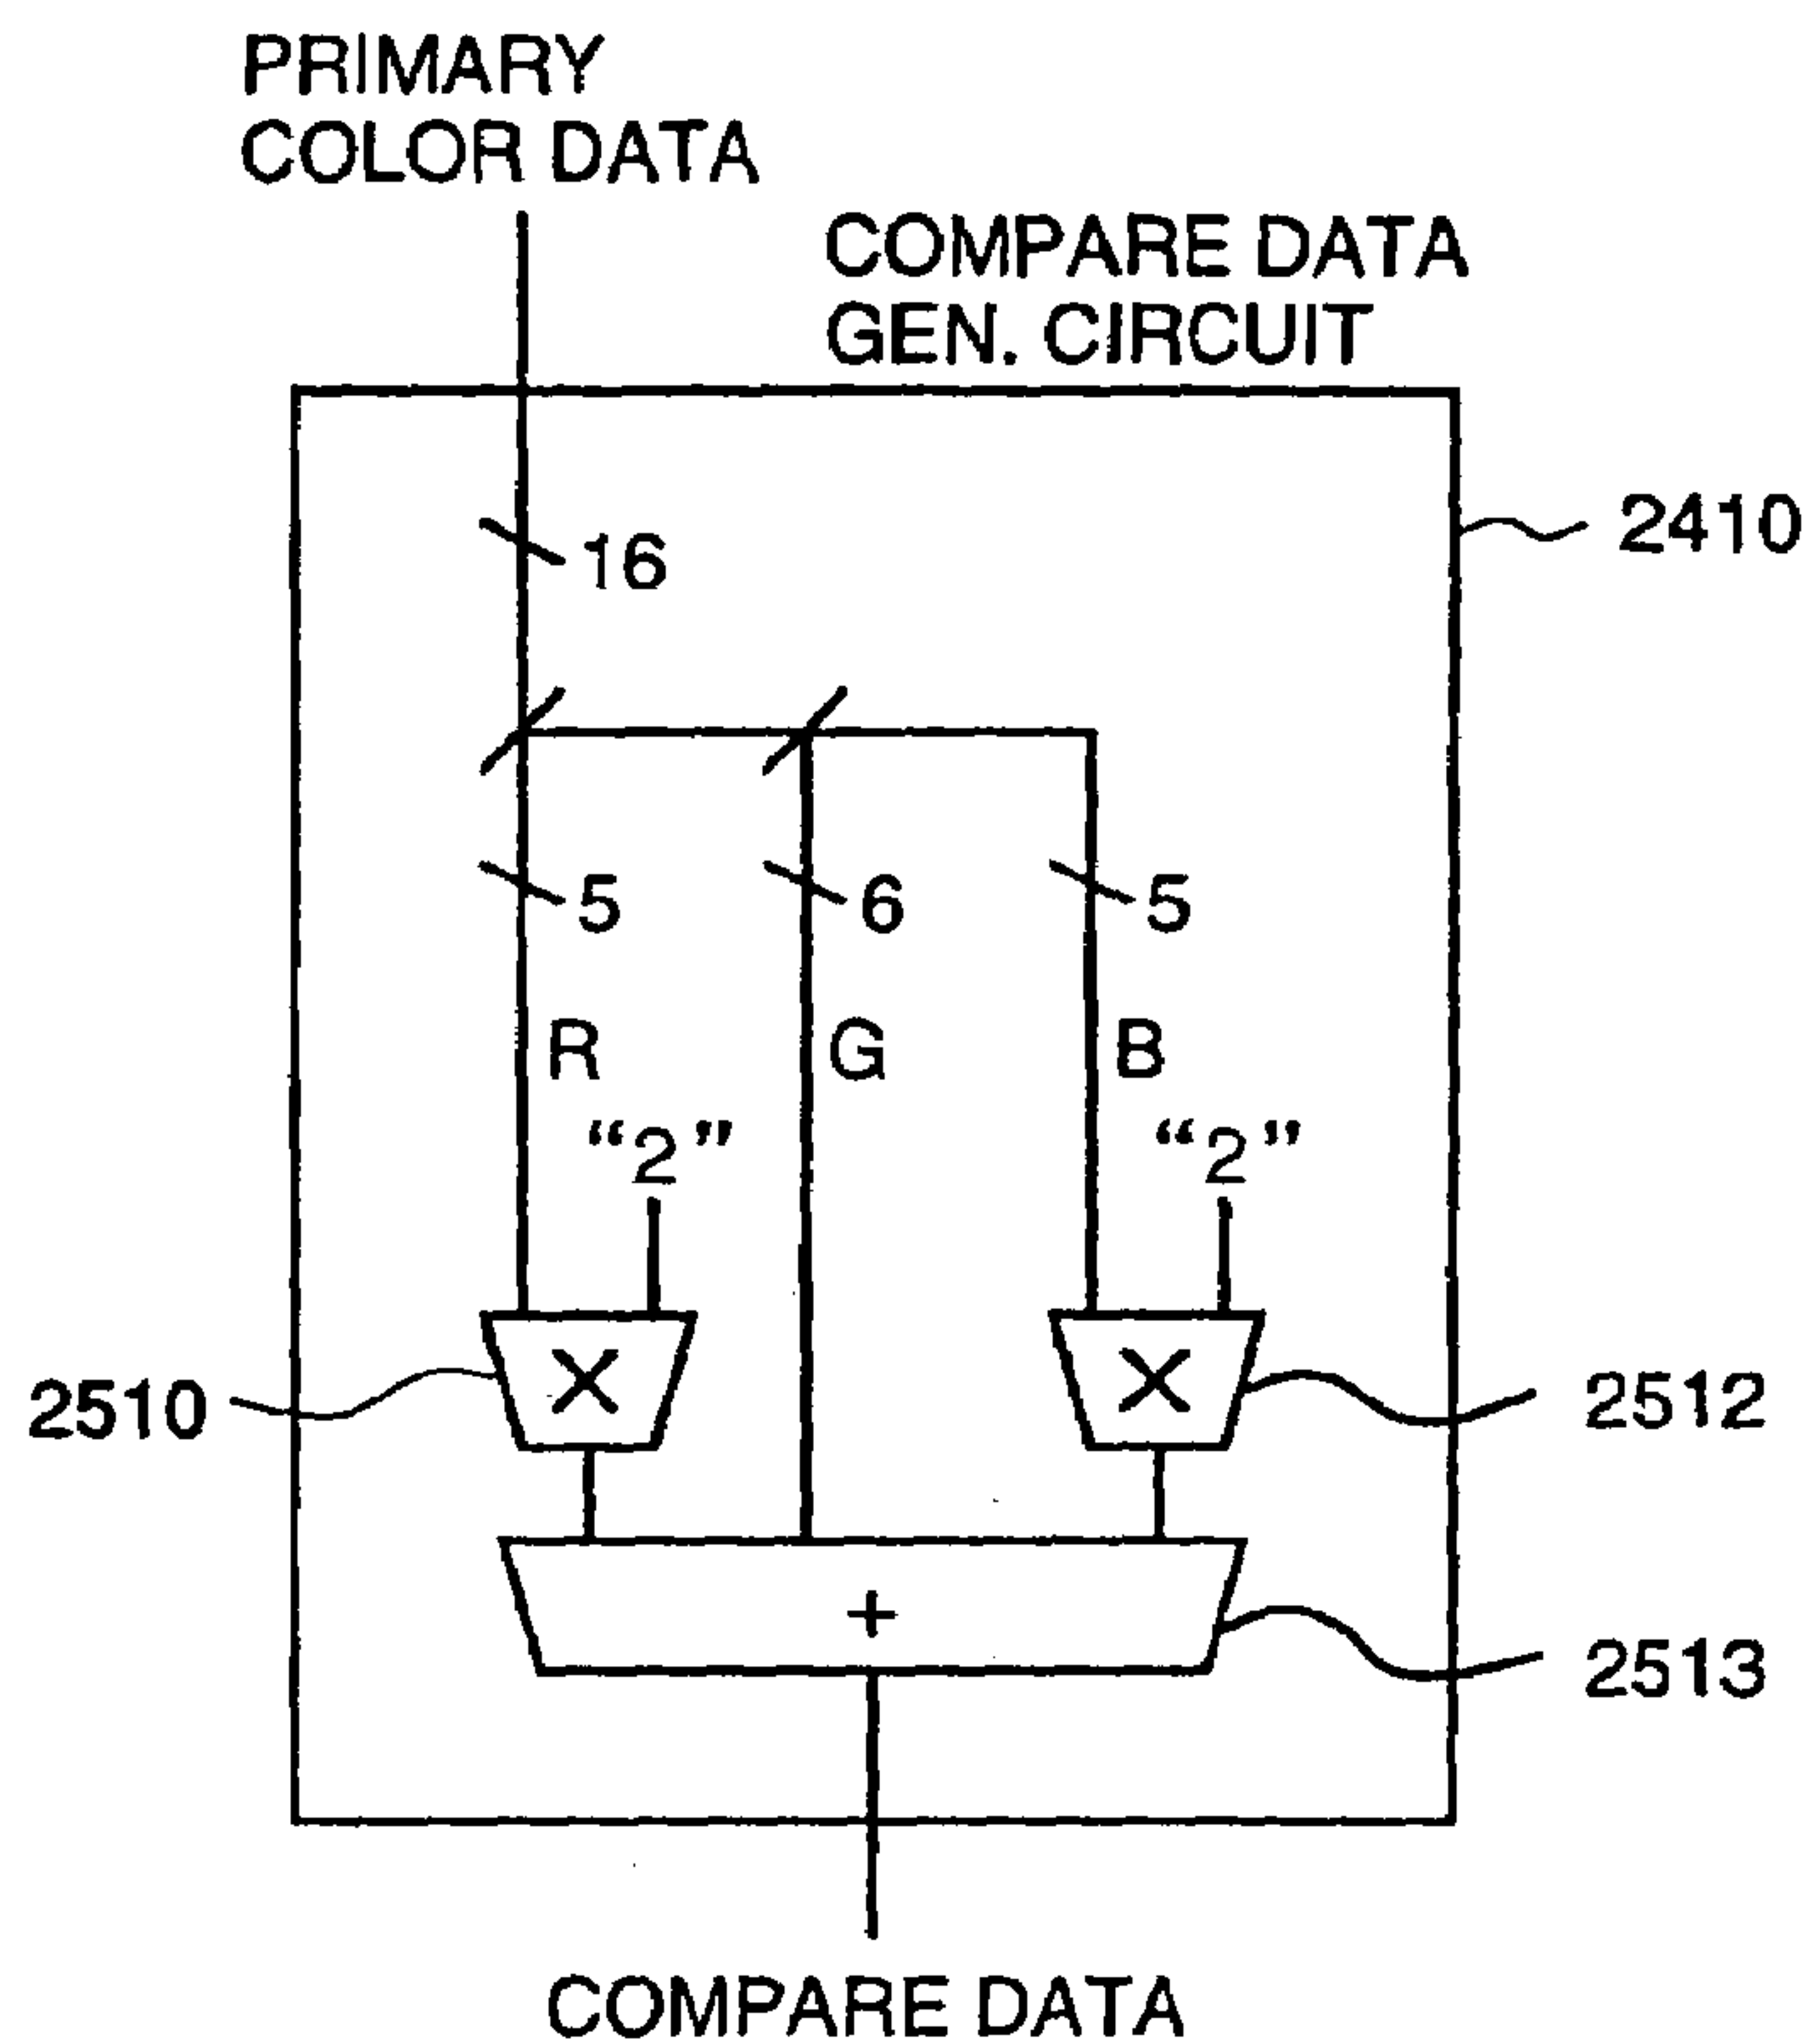 PRIMARY
COLOR DATA
COMPARE DATA
GEN. CIRCUIT
2410
16
5
6
5
R
G
B
“2”
“2”
2510
2512
+
2513
COMPARE DATA